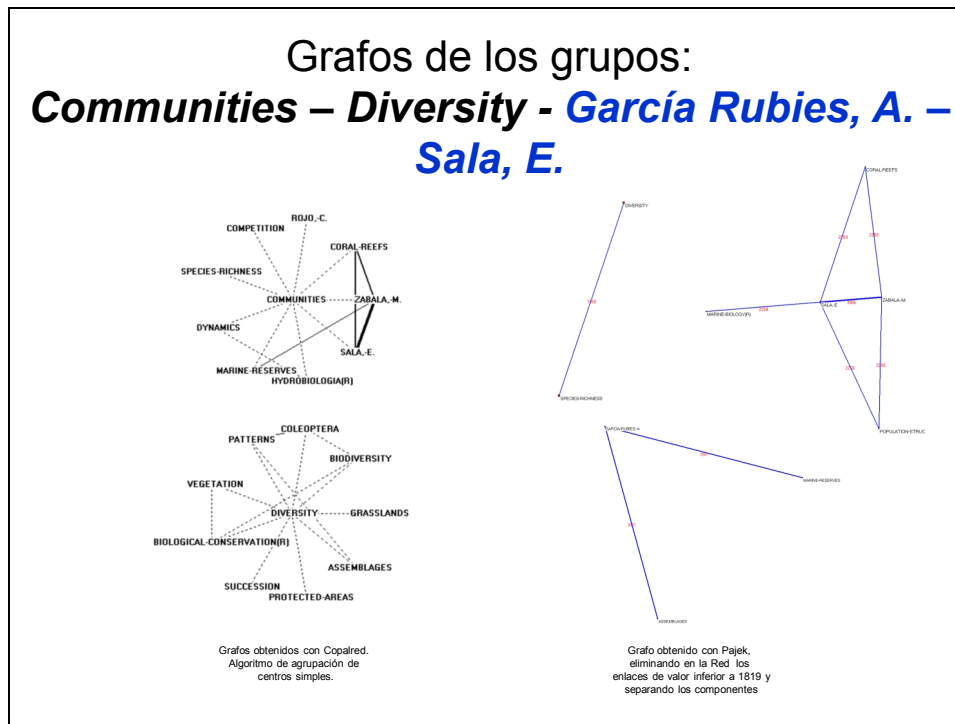 Grafos de los grupos:
Communities – Diversity - García Rubies, A. –
Sala, E.
ROJO,-C.
COMPETITION
CORAL-REEFS
SPECIES-RICHNESS
COMMUNITIES
ZABALA,-M.
DYNAMICS
SALA,-E.
MARINE-RESERVES
HYDROBIOLOGIA(R)
COLEOPTERA
PATTERNS
BIODIVERSITY
VEGETATION
DIVERSITY
GRASSLANDS
BIOLOGICAL-CONSERVATION(R)
ASSEMBLAGES
SUCCESSION
PROTECTED-AREAS
Grafos obtenidos con Copalred.
Algoritmo de agrupación de
centros simples.
CORAL-REEFS
DIVERSITY
ZABALA,-M.
MARINE-BIOLOGY(R)
2258
SPECIES-RICHNESS
POPULATION-STRUC
MARINE-RESERVES
ASSEMBLAGES
Grafo obtenido con Pajek,
eliminando en la Red los
enlaces de valor inferior a 1819 y
separando los componentes